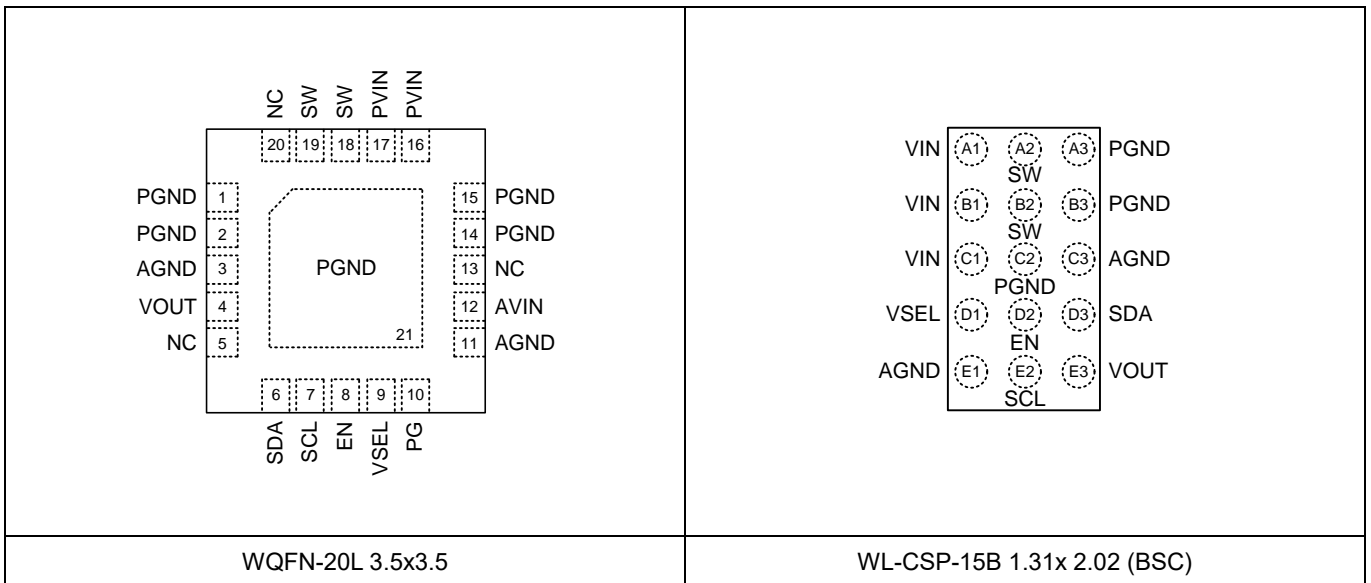 NC SW SW PVIN PVIN
20 19 18 17 16
PGND 1
PGND 2
AGND 3
VOUT 4
NC 5
PGND
21
15 PGND
14 PGND
13 NC
12 AVIN
11 AGND
6 7 8 9 10
SDA SCL EN VSEL PG
WQFN-20L 3.5x3.5
VIN A1 A2 A3 PGND
SW
VIN B1 B2 B3 PGND
SW
VIN C1 C2 C3 AGND
PGND
VSEL D1 D2 D3 SDA
EN
AGND E1 E2 E3 VOUT
SCL
WL-CSP-15B 1.31x 2.02 (BSC)